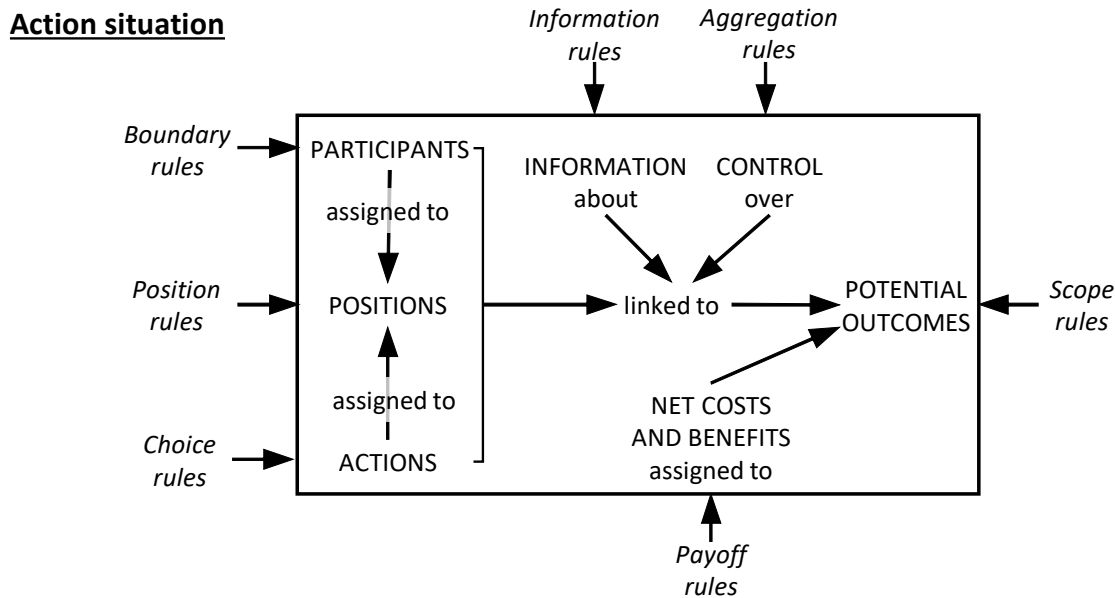 Action situation
Information
rules
Aggregation
rules
Boundary
rules
PARTICIPANTS
assigned to
INFORMATION
about
CONTROL
over
Position
rules
POSITIONS
linked to
POTENTIAL
OUTCOMES
Scope
rules
assigned to
NET COSTS
AND BENEFITS
assigned to
Choice
rules
ACTIONS
Payoff
rules